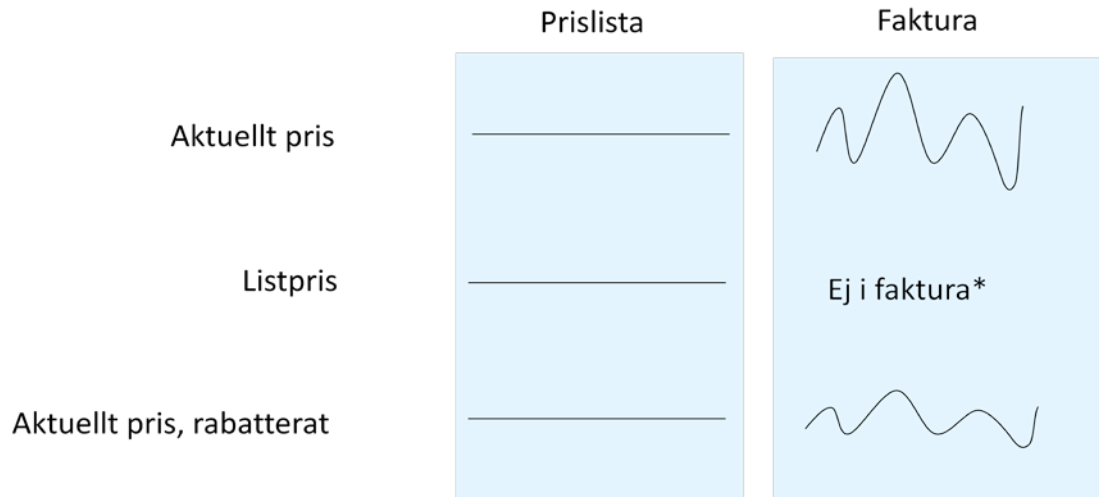 Prislista
Faktura
Aktuellt pris
Listpris
Ej i faktura*
Aktuellt pris, rabatterat